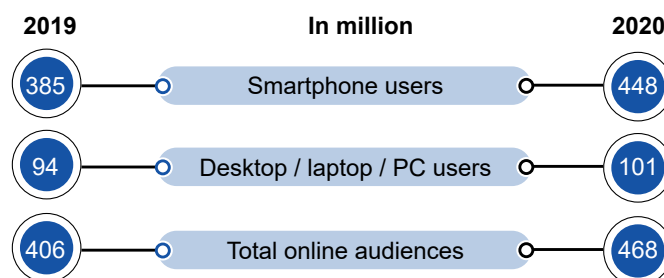 2019 In million 2020
385 Smartphone users 448
94 Desktop / laptop / PC users 101
406 Total online audiences 468